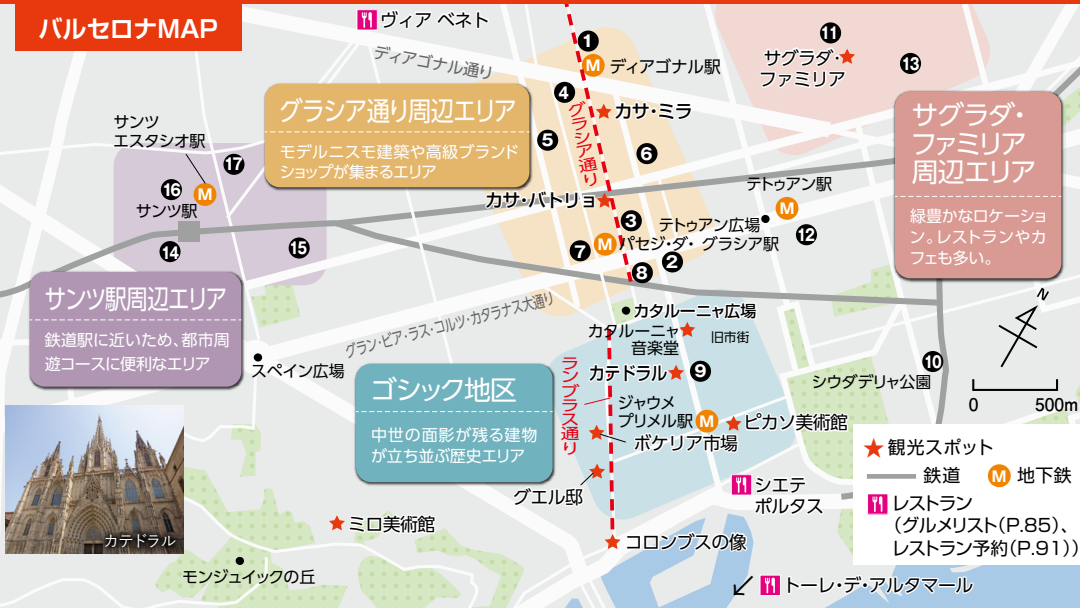 バルセロナMAP
ヴィア ベネト
ディアゴナル通り
❶
M ディアゴナル駅
⓫
サグラダ・
ファミリア
⓭
グラシア通り周辺エリア
モデルニスモ建築や高級ブランド
ショップが集まるエリア
❹
グラシア通り
カサ・ミラ
❺
❻
サグラダ・
ファミリア
周辺エリア
緑豊かなロケーショ
ン。レストランやカ
フェも多い。
サンツ
エスタシオ駅
⓱
⓰
M
サンツ駅
⓮
⓯
カサ・バトリョ
❸
テトゥアン駅
M
テトゥアン広場
⓬
❼
M パセジ・ダ・グラシア駅
❷
❽
サンツ駅周辺エリア
鉄道駅に近いため、都市周
遊コースに便利なエリア
グラン・ビア・ラス・コルツ・カタラナス大通り
カタルーニャ広場
カタルーニャ
音楽堂
旧市街
スペイン広場
ゴシック地区
中世の面影が残る建物
が立ち並ぶ歴史エリア
ランブラス通り
カテドラル
❾
❿
シウダデリャ公園
ジャウメ
プリメル駅
M
ピカソ美術館
ボケリア市場
グエル邸
シエテ
ポルタス
ミロ美術館
コロンブスの像
モンジュイックの丘
トーレ・デ・アルタマール
カテドラル
N
0 500m
観光スポット
鉄道 M 地下鉄
レストラン
（グルメリスト(P.85)、
レストラン予約(P.91)）